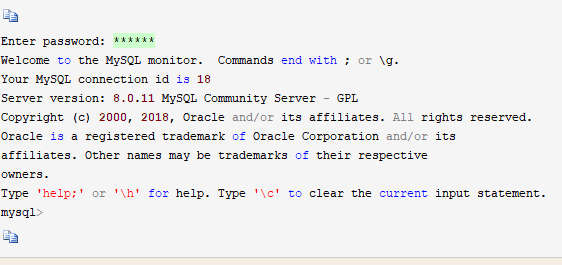 Enter password: ******
Welcome to the MySQL monitor.  Commands end with ; or \g.
Your MySQL connection id is 18
Server version: 8.0.11 MySQL Community Server - GPL
Copyright (c) 2000, 2018, Oracle and/or its affiliates. All rights reserved.
Oracle is a registered trademark of Oracle Corporation and/or its
affiliates. Other names may be trademarks of their respective
owners.
Type 'help;' or '\h' for help. Type '\c' to clear the current input statement.
mysql>